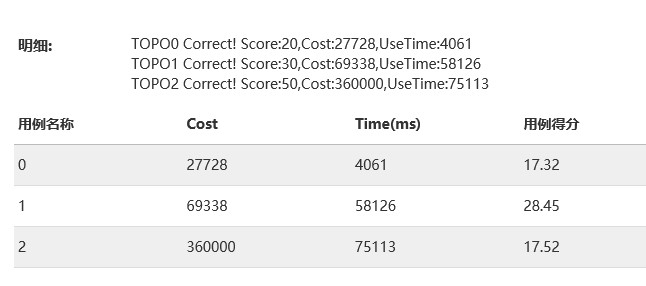 明细: TOPO0 Correct! Score:20,Cost:27728,UseTime:4061
TOPO1 Correct! Score:30,Cost:69338,UseTime:58126
TOPO2 Correct! Score:50,Cost:360000,UseTime:75113
用例名称 Cost Time(ms) 用例得分
0 27728 4061 17.32
1 69338 58126 28.45
2 360000 75113 17.52